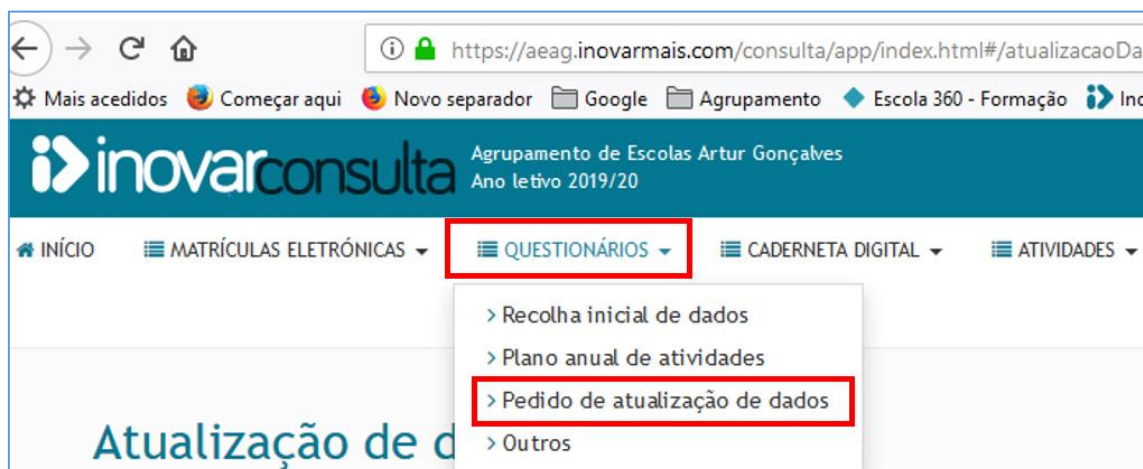 https://aeag.inovarmais.com/consulta/app/index.html#/atualizacaoDa
Mais acedidos Começar aqui Novo separador Google Agrupamento Escola 360 - Formação Ino
inovarconsulta
Agrupamento de Escolas Artur Gonçalves
Ano letivo 2019/20
INÍCIO MATRÍCULAS ELETRÓNICAS QUESTIONÁRIOS CADERNETA DIGITAL ATIVIDADES
> Recolha inicial de dados
> Plano anual de atividades
> Pedido de atualização de dados
> Outros
Atualização de d